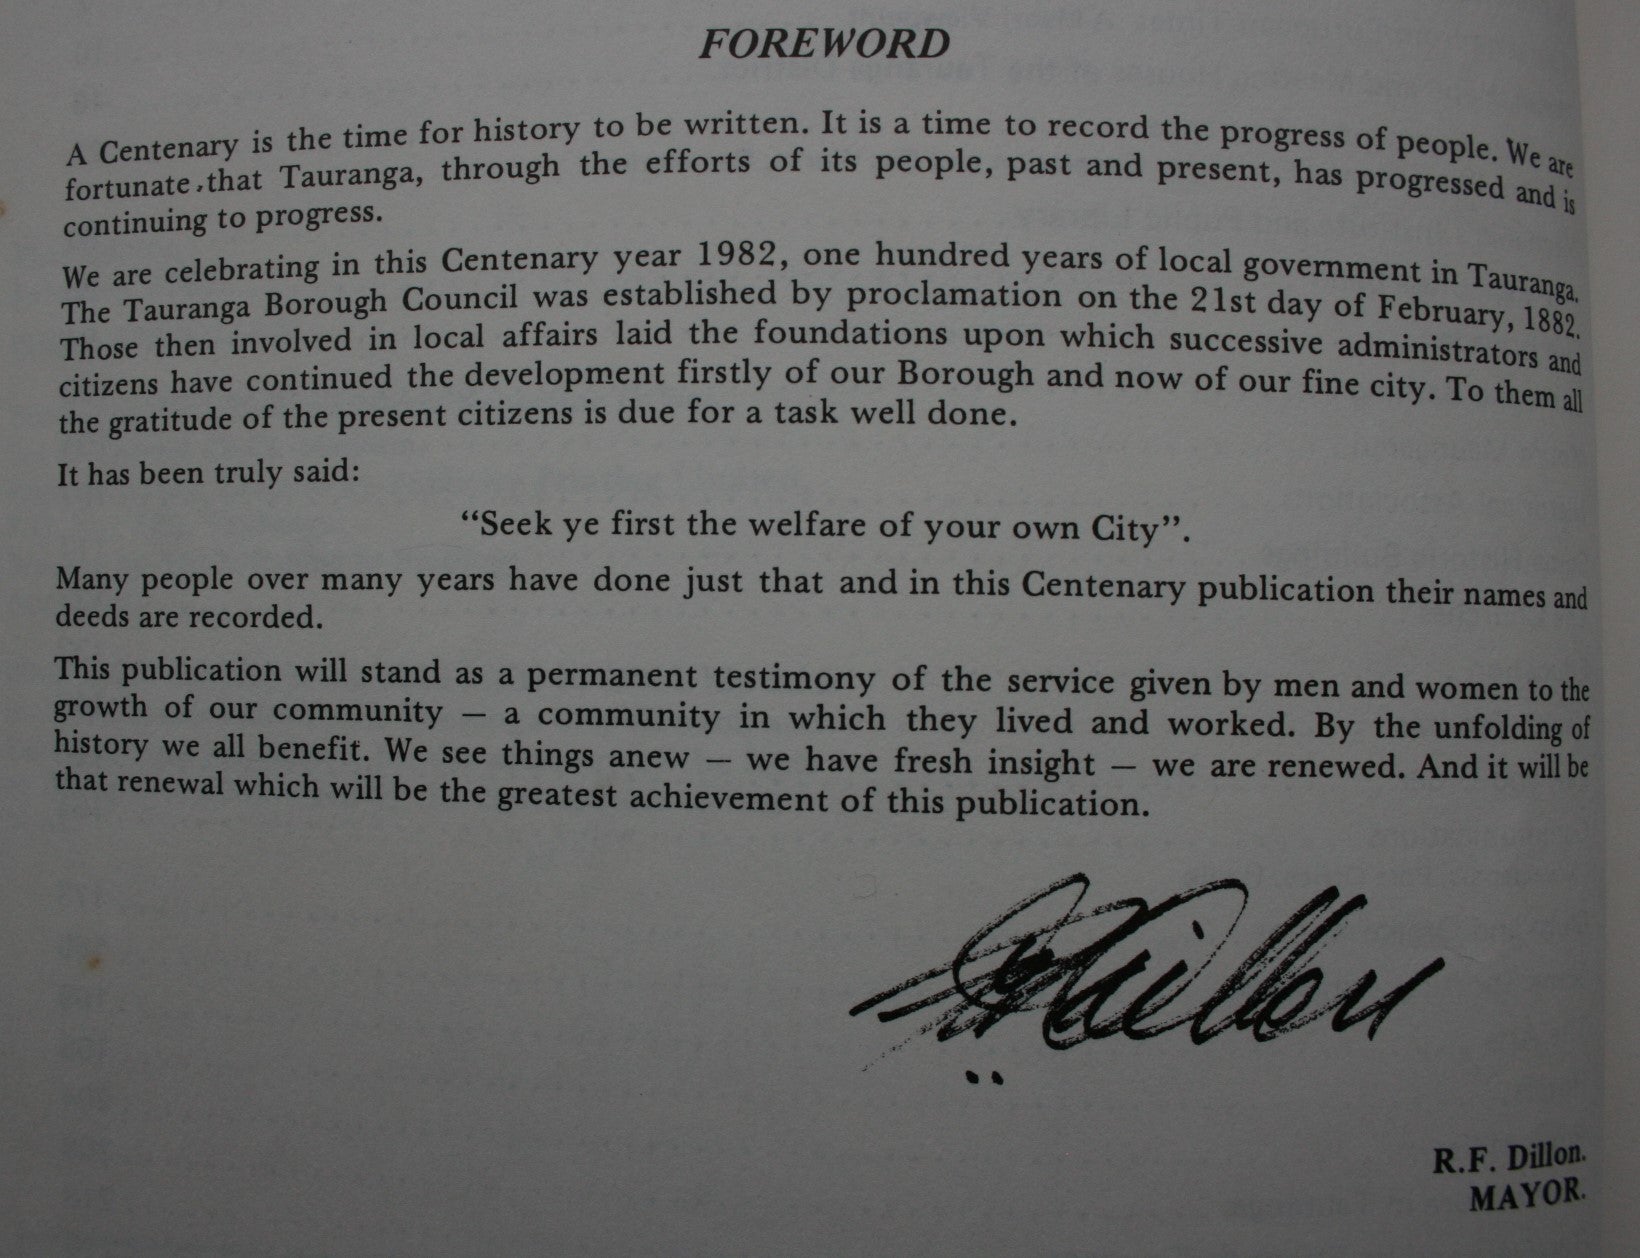 FOREWORD
A Centenary is the time for history to be written. It is a time to record the progress of people. We are
fortunate,that Tauranga, through the efforts of its people, past and present, has progressed and is
continuing to progress.
We are celebrating in this Centenary year 1982, one hundred years of local government in Tauranga.
The Tauranga Borough Council was established by proclamation on the 21st day of February, 1882.
Those then involved in local affairs laid the foundations upon which successive administrators and
citizens have continued the development firstly of our Borough and now of our fine city. To them all
the gratitude of the present citizens is due for a task well done.
It has been truly said:
“Seek ye first the welfare of your own City”.
Many people over many years have done just that and in this Centenary publication their names and
deeds are recorded.
This publication will stand as a permanent testimony of the service given by men and women to the
growth of our community – a community in which they lived and worked. By the unfolding of
history we all benefit. We see things anew – we have fresh insight – we are renewed. And it will be
that renewal which will be the greatest achievement of this publication.
Dillon
R.F. Dillon.
MAYOR.